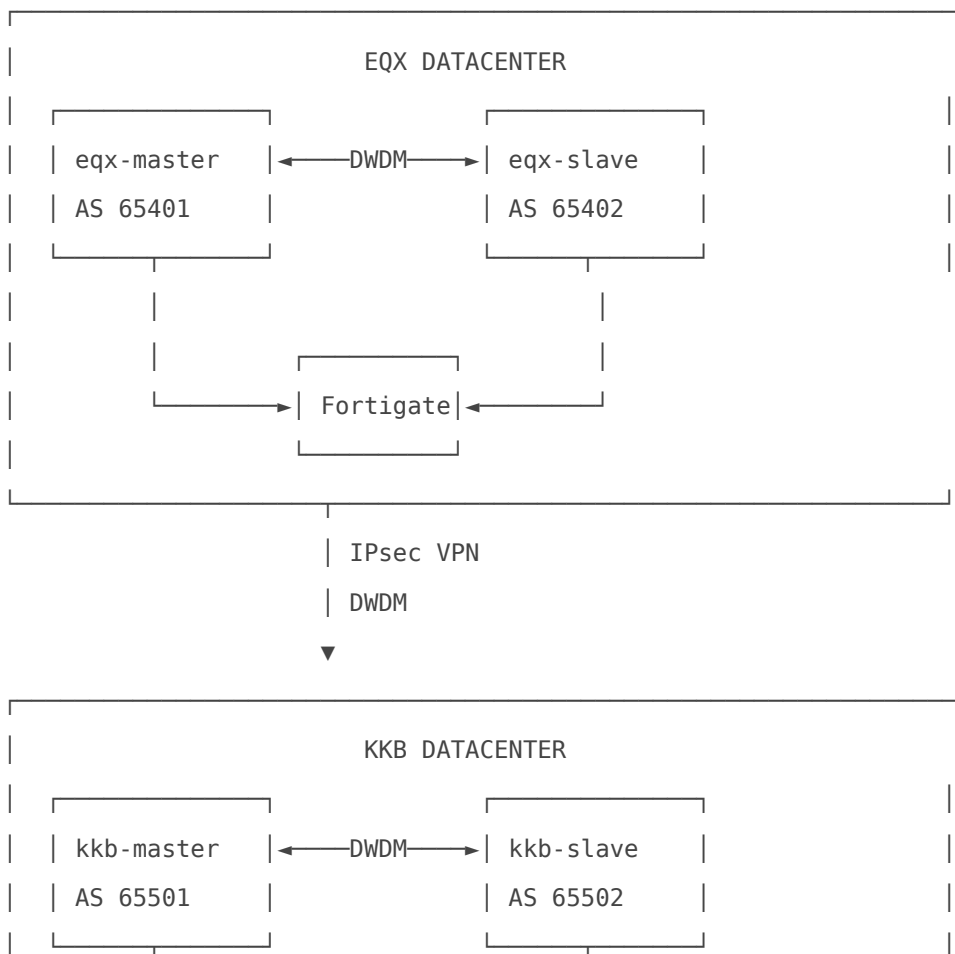 EQX DATACENTER
eqx-master DWDM eqx-slave
AS 65401 AS 65402
Fortigate
IPsec VPN
DWDM
KKB DATACENTER
kkb-master DWDM kkb-slave
AS 65501 AS 65502